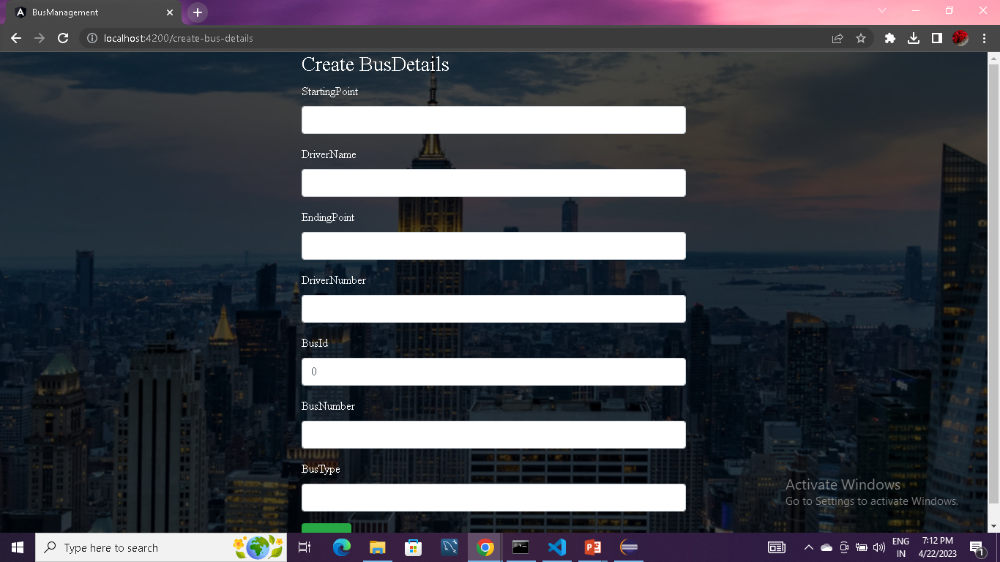 BusManagement
localhost:4200/create-bus-details
Create BusDetails
StartingPoint
DriverName
EndingPoint
DriverNumber
BusId
0
BusNumber
BusType
Activate Windows
Go to Settings to activate Windows.
Type here to search
ENG
IN
7:12 PM
4/22/2023
1